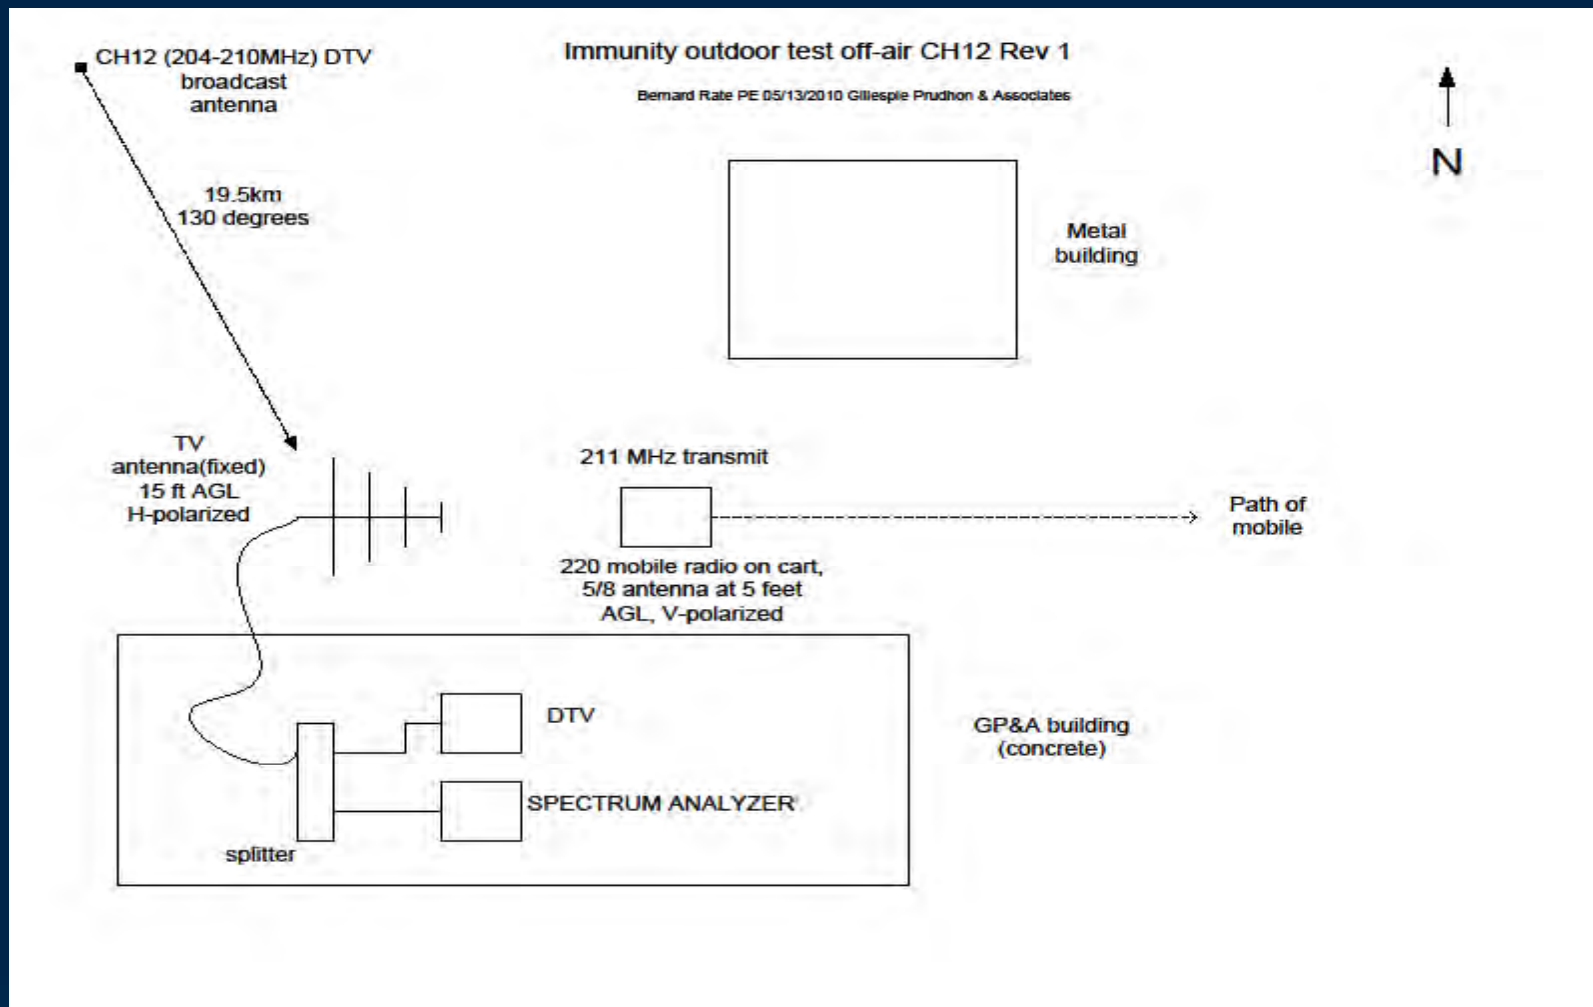 CH12 (204-210MHz) DTV
broadcast
antenna
Immunity outdoor test off-air CH12 Rev 1
Bernard Rate PE 05/13/2010 Gillespie Prudhon & Associates
N
19.5km
130 degrees
Metal
building
TV
antenna(fixed)
15 ft AGL
H-polarized
211 MHz transmit
Path of
mobile
220 mobile radio on cart,
5/8 antenna at 5 feet
AGL, V-polarized
DTV
SPECTRUM ANALYZER
splitter
GP&A building
(concrete)